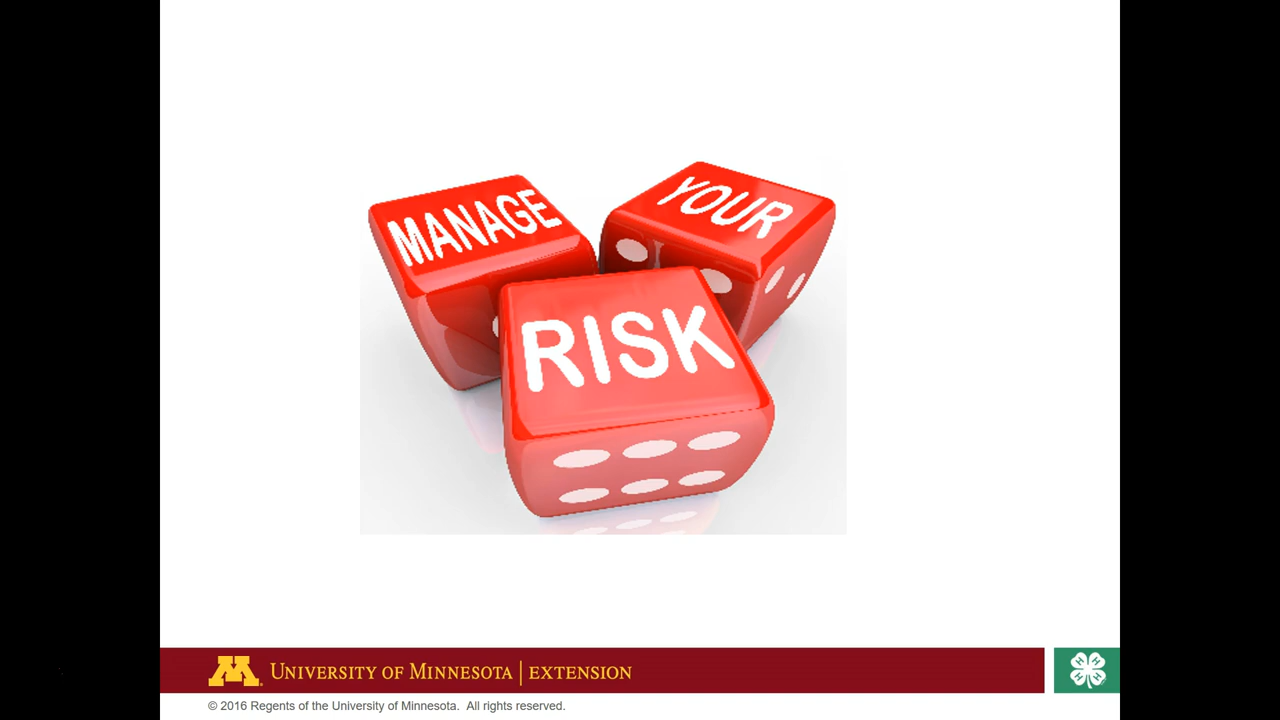 MANAGE
YOUR
RISK
UNIVERSITY OF MINNESOTA | EXTENSION
© 2016 Regents of the University of Minnesota.  All rights reserved.